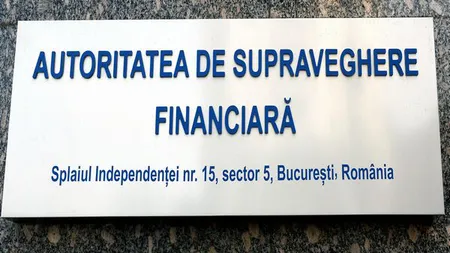 AUTORITATEA DE SUPRAVEGHERE
FINANCIARĂ
Splaiul Independenței nr. 15, sector 5, București, România